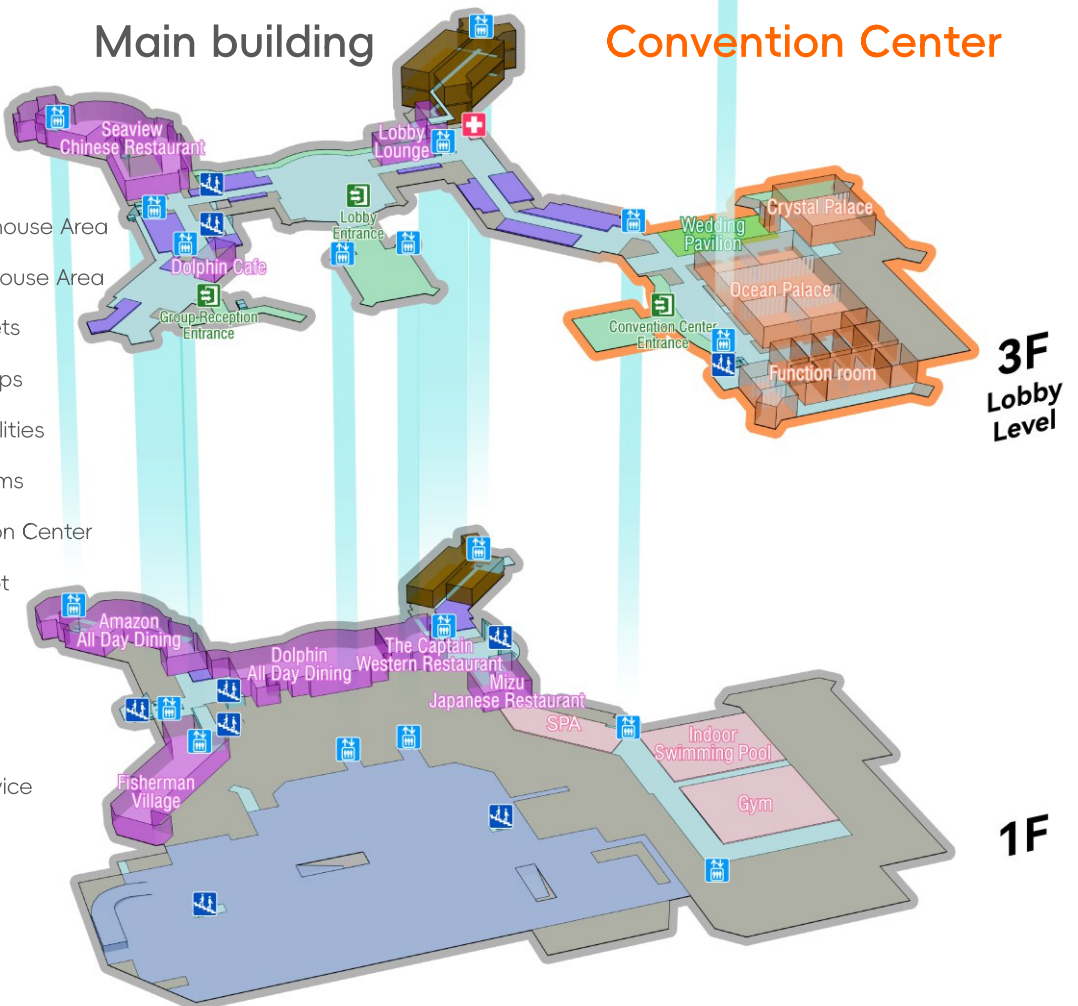 Main building
Convention Center
Seaview
Chinese Restaurant
Lobby
Lounge
Crystal Palace
Lobby
Entrance
Wedding
Pavilion
house Area
Dolphin Cafe
house Area
Ocean Palace
Group Reception
Entrance
Convention Center
Entrance
ets
3F
Lobby
Level
Function room
ps
lities
ms
on Center
t
Amazon
All Day Dining
Dolphin
All Day Dining
The Captain
Western Restaurant
Mizu
Japanese Restaurant
SPA
Indoor
Swimming Pool
Fisherman
Village
vice
Gym
1F